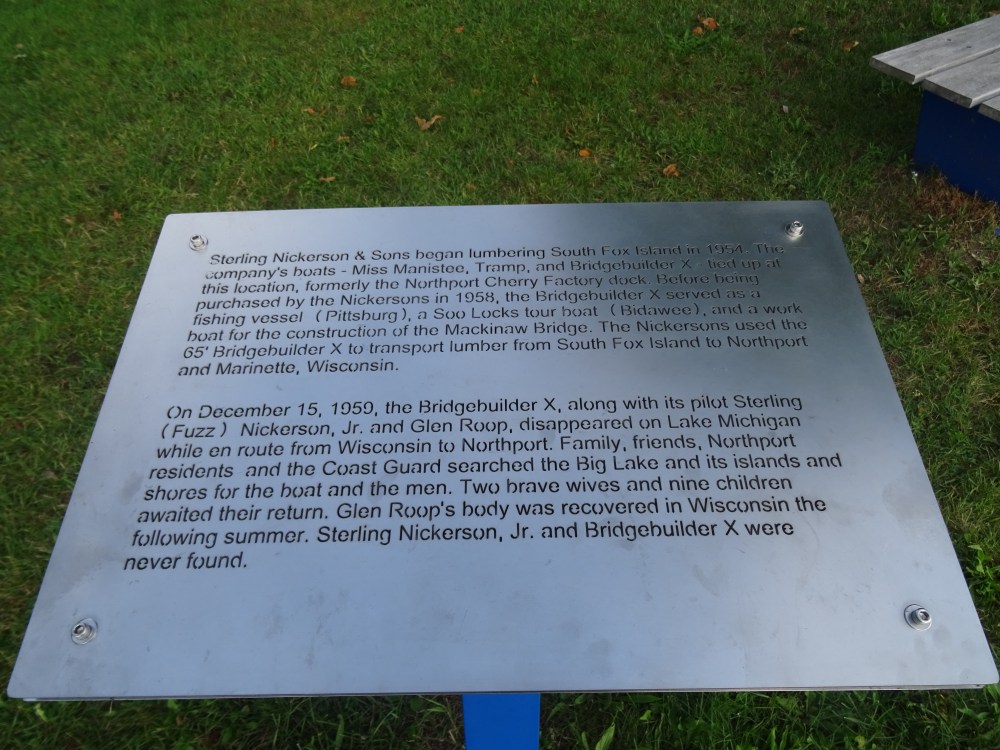 Sterling Nickerson & Sons began lumbering South Fox Island in 1954. The
company's boats - Miss Manistee, Tramp, and Bridgebuilder X - tied up at
this location, formerly the Northport Cherry Factory dock. Before being
purchased by the Nickersons in 1958, the Bridgebuilder X served as a
fishing vessel (Pittsburg), a Soo Locks tour boat (Bidawee), and a work
boat for the construction of the Mackinaw Bridge. The Nickersons used the
65' Bridgebuilder X to transport lumber from South Fox Island to Northport
and Marinette, Wisconsin.

On December 15, 1959, the Bridgebuilder X, along with its pilot Sterling
(Fuzz) Nickerson, Jr. and Glen Roop, disappeared on Lake Michigan
while en route from Wisconsin to Northport. Family, friends, Northport
residents and the Coast Guard searched the Big Lake and its islands and
shores for the boat and the men. Two brave wives and nine children
awaited their return. Glen Roop's body was recovered in Wisconsin the
following summer. Sterling Nickerson, Jr. and Bridgebuilder X were
never found.